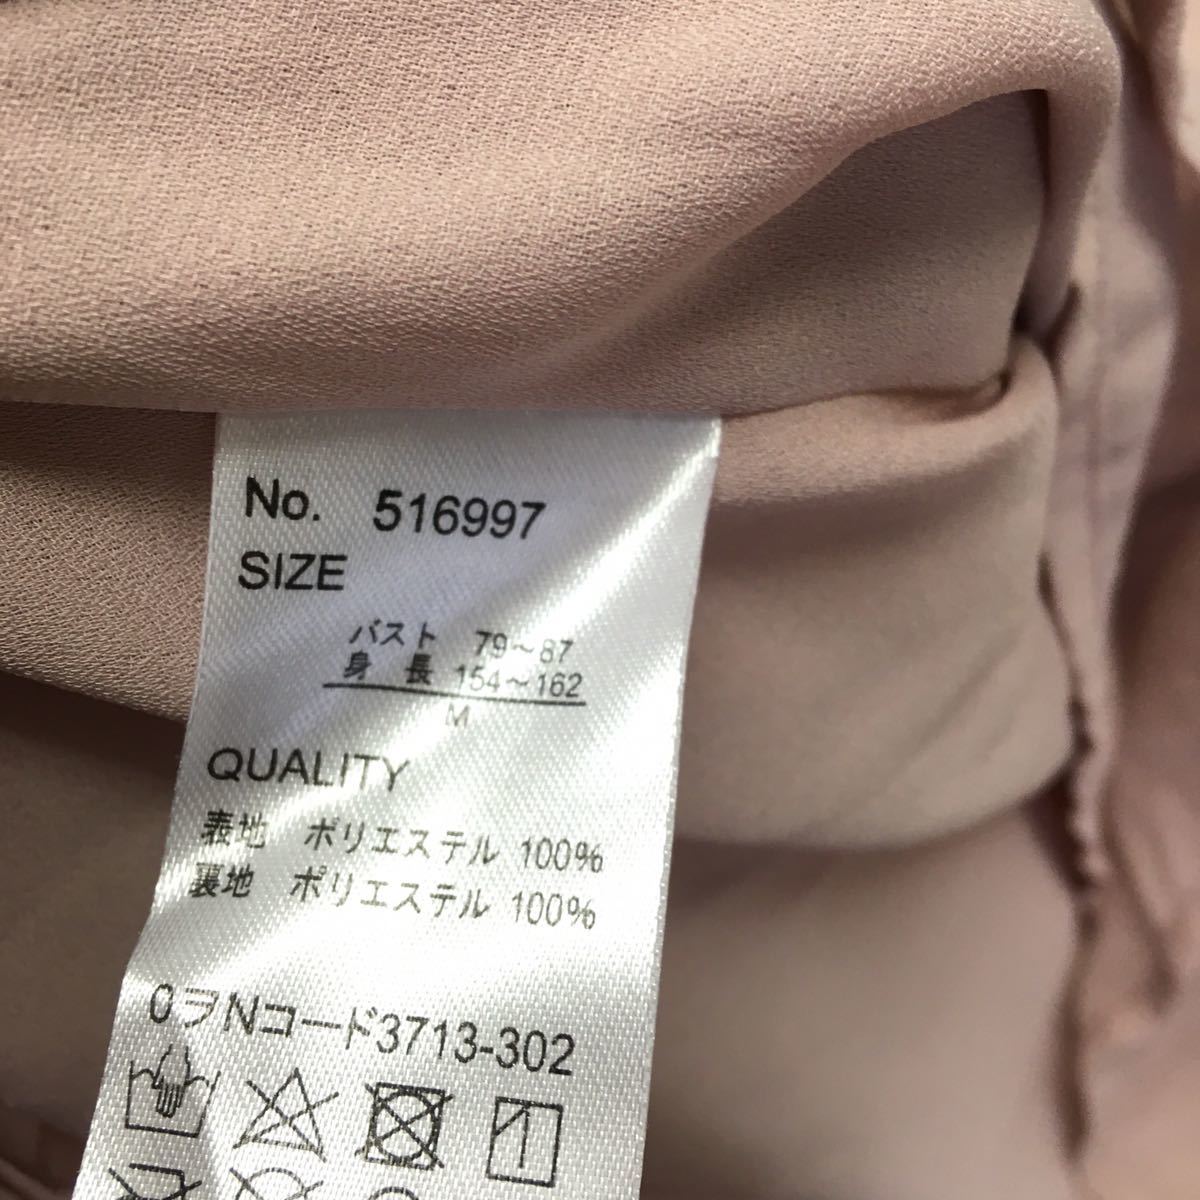 No. 516997
SIZE
バスト 79~87
身長 154~162
M
QUALITY
表地 ポリエステル 100%
裏地 ポリエステル 100%
0ヲNコード3713-302